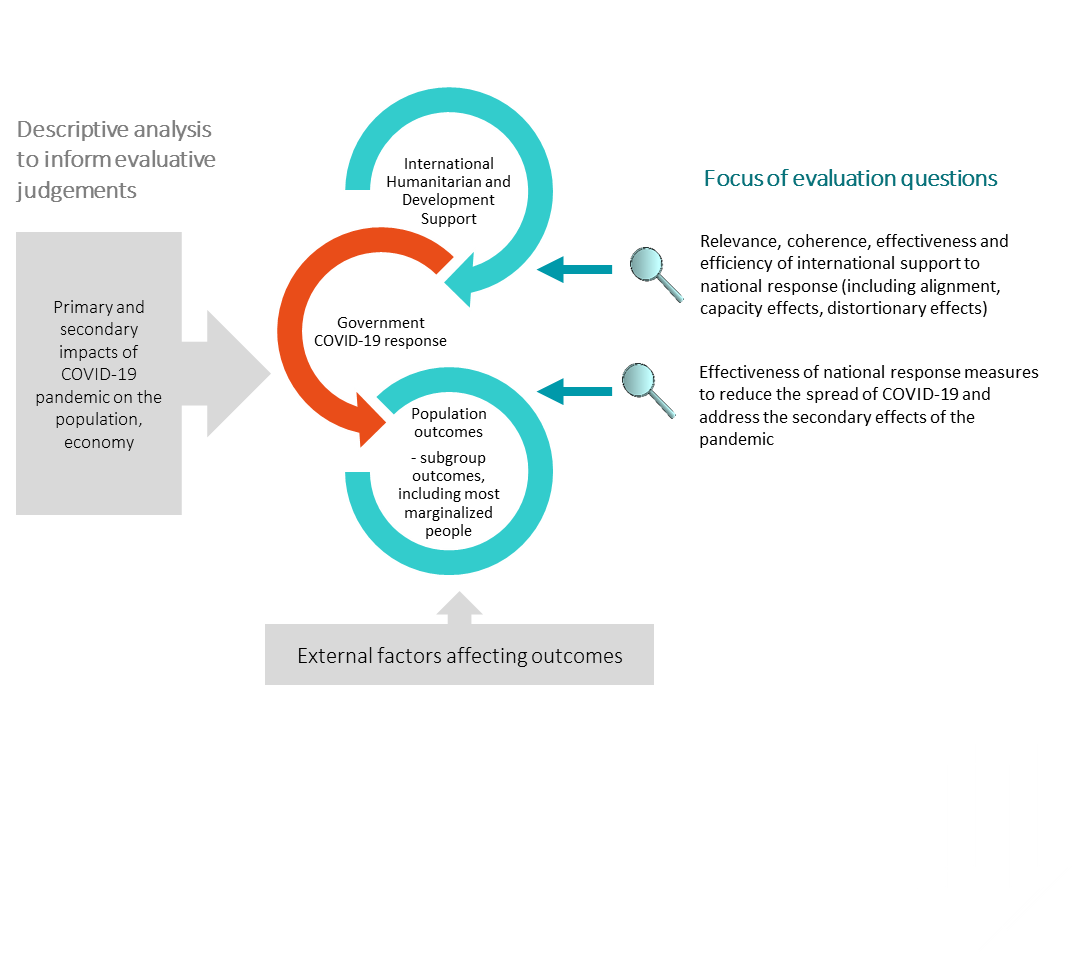 Descriptive analysis
to inform evaluative
judgements
Primary and
secondary
impacts of
COVID-19
pandemic on the
population,
economy
International
Humanitarian and
Development
Support
Government
COVID-19 response
Population
outcomes
- subgroup
outcomes,
including most
marginalized
people
External factors affecting outcomes
Focus of evaluation questions
Relevance, coherence, effectiveness and
efficiency of international support to
national response (including alignment,
capacity effects, distortionary effects)
Effectiveness of national response measures
to reduce the spread of COVID-19 and
address the secondary effects of the
pandemic